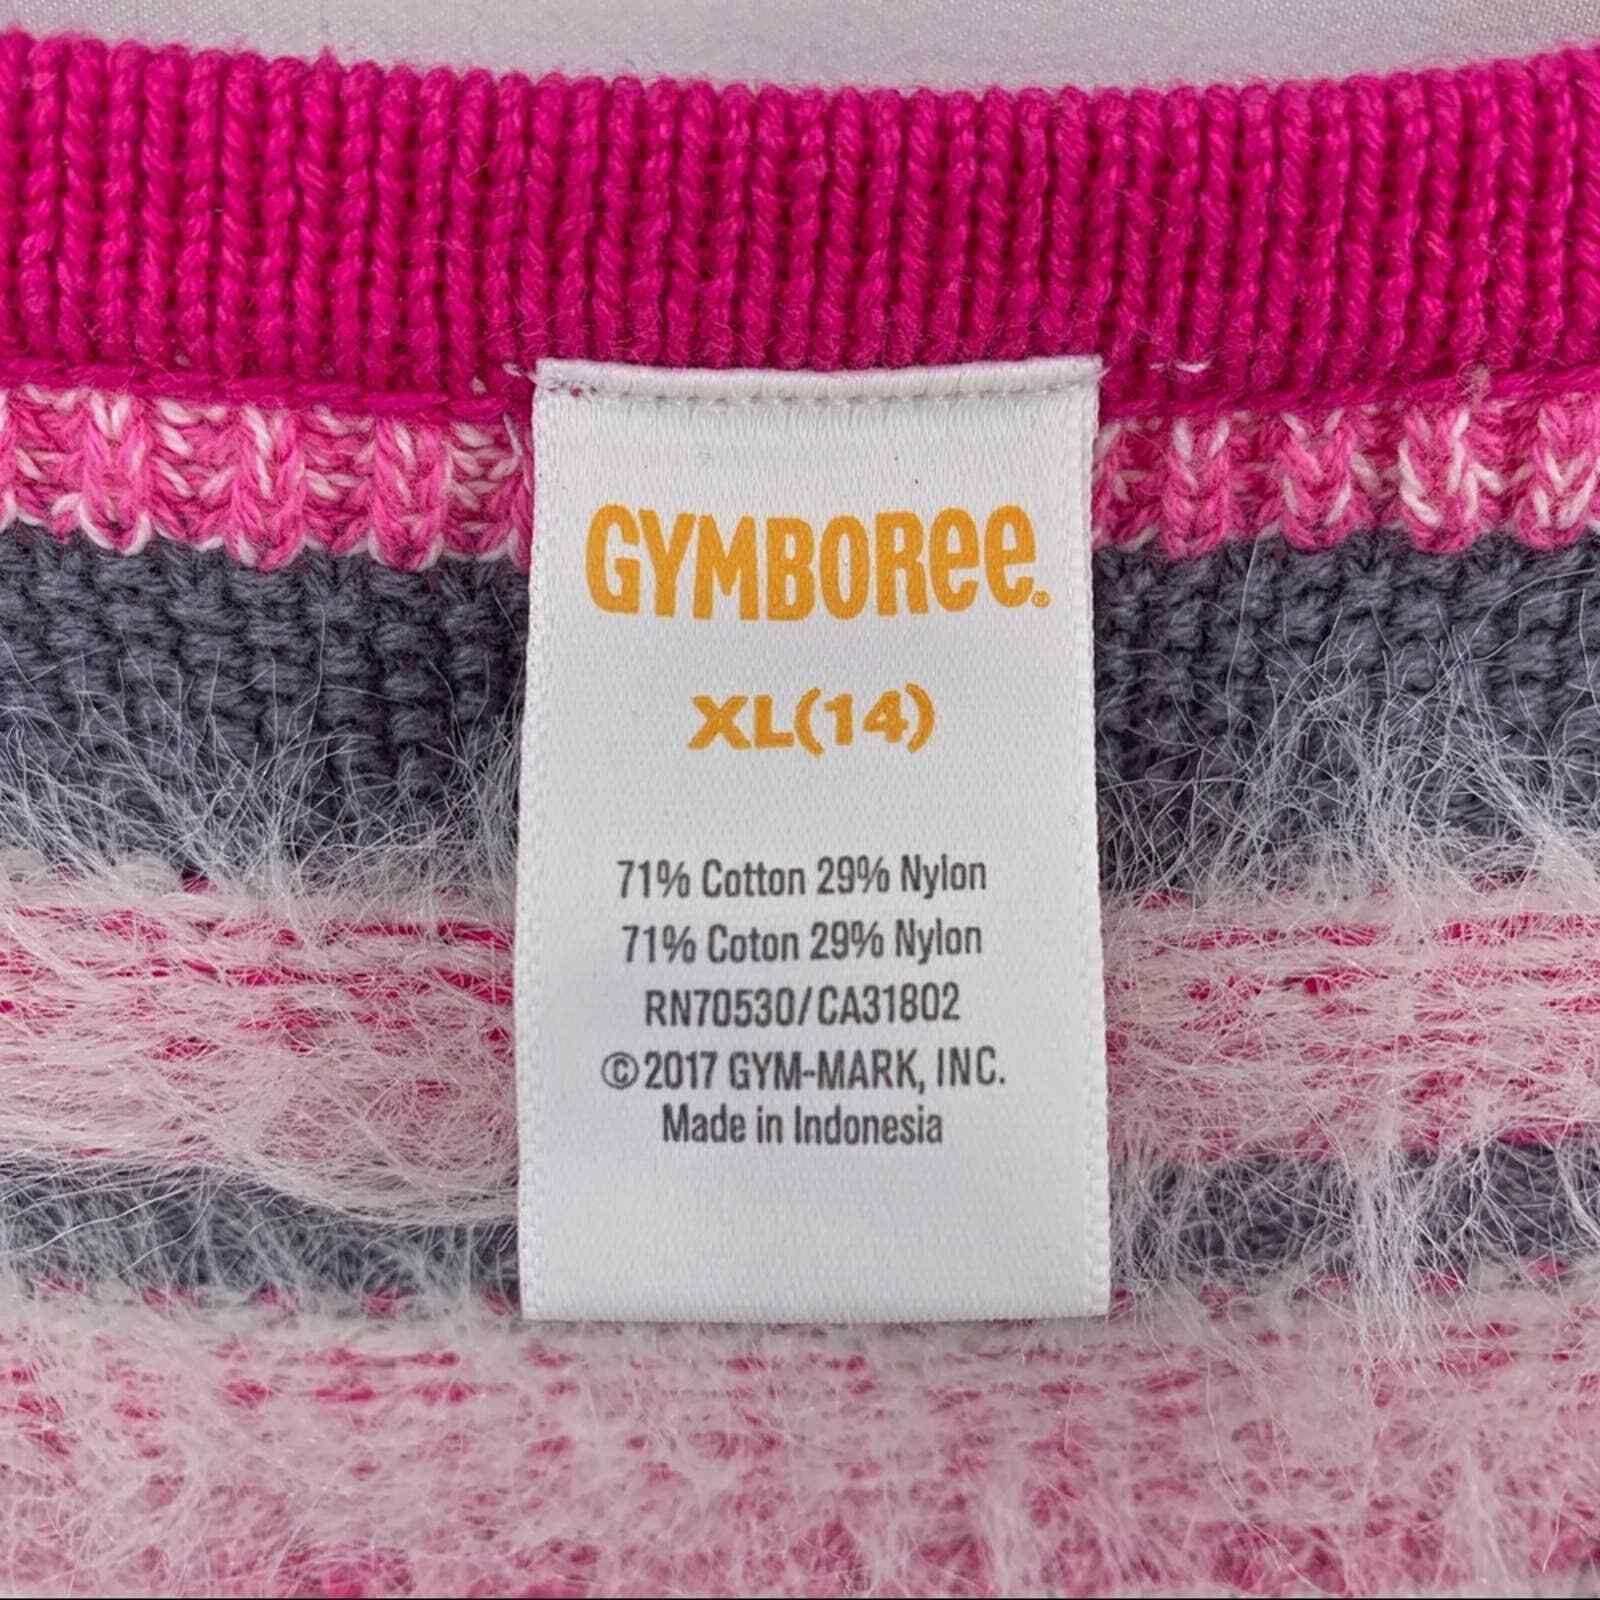 GYMBOREE®
XL(14)
71% Cotton 29% Nylon
71% Coton 29% Nylon
RN70530/CA31802
©2017 GYM-MARK, INC.
Made in Indonesia